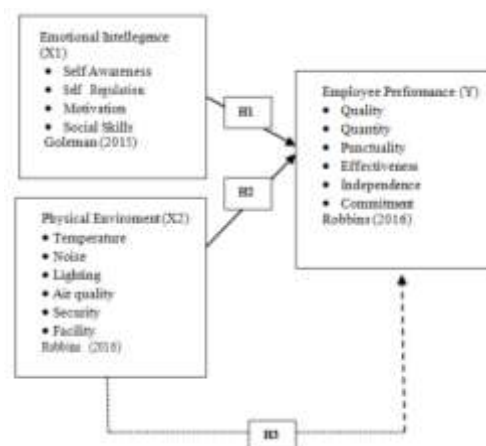 Emotional Intellegence
(X1)
• Self Awareness
• Self Regulation
• Motivation
• Social Skills
Goleman (2015)
H1
H2
Employee Performance (Y)
• Quality
• Quantity
• Punctuality
• Effectiveness
• Independence
• Commitment
Robbins (2016)
Physical Enviroment (X2)
• Temperature
• Noise
• Lighting
• Air quality
• Security
• Facility
Robbins (2016)
H3